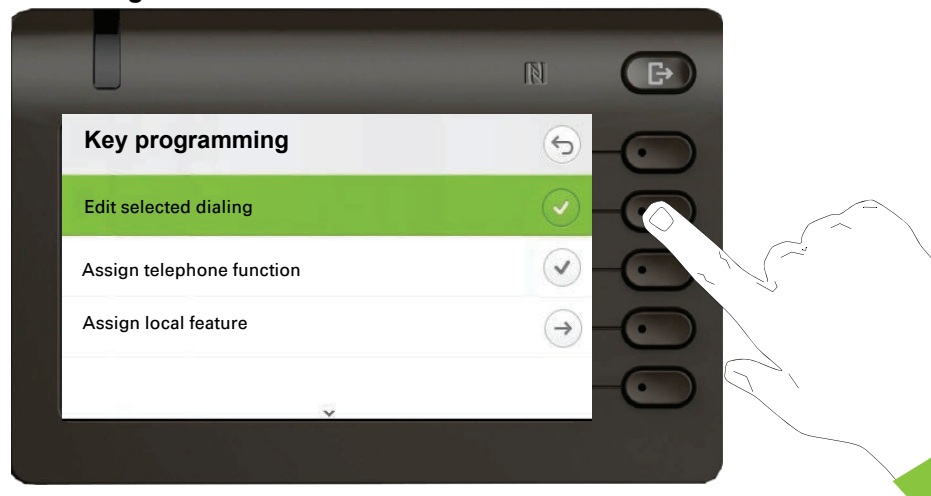 Key programming
Edit selected dialing
Assign telephone function
Assign local feature